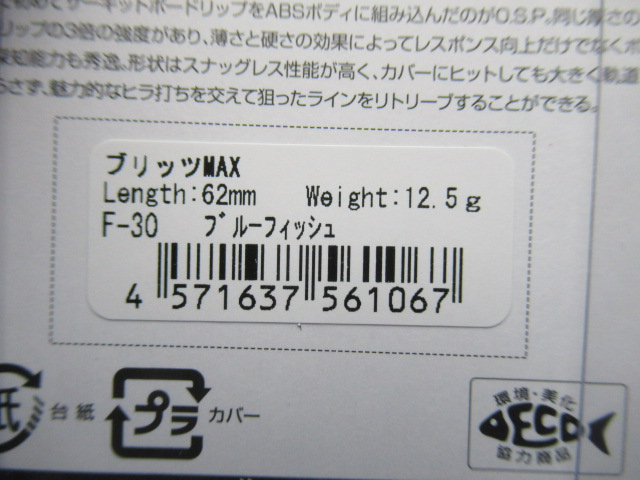 初めてサーキットボードリップをABSボディに組み込んだのがO.S.P。同じ厚さの
リップの3倍の強度があり、薄さと硬さの効果によってレスポンス向上だけでなくボ
知能力も秀逸。形状はスナッグレス性能が高く、カバーにヒットしても大きく軌道
らさず、魅力的なヒラ打ちを交えて狙ったラインをリトリーブすることができる。
ブリッツMAX
Length:62mm Weight:12.5g
F-30 ブルーフィッシュ
4 571637 561067
紙 台紙
プラ カバー
環境・美化
ECO
協力商品